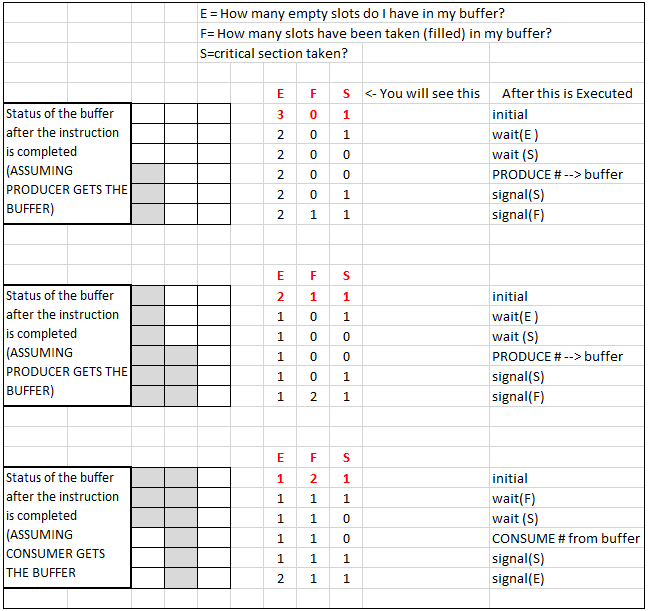 E = How many empty slots do I have in my buffer?
F= How many slots have been taken (filled) in my buffer?
S=critical section taken?
E F S <- You will see this After this is Executed
Status of the buffer 3 0 1 initial
after the instruction 2 0 1 wait(E )
is completed 2 0 0 wait (S)
(ASSUMING 2 0 0 PRODUCE # --> buffer
PRODUCER GETS THE 2 0 1 signal(S)
BUFFER) 2 1 1 signal(F)
E F S
Status of the buffer 2 1 1 initial
after the instruction 1 0 1 wait(E )
is completed 1 0 0 wait (S)
(ASSUMING 1 0 0 PRODUCE # --> buffer
PRODUCER GETS THE 1 0 1 signal(S)
BUFFER) 1 2 1 signal(F)
E F S
Status of the buffer 1 2 1 initial
after the instruction 1 1 1 wait(F)
is completed 1 1 0 wait (S)
(ASSUMING 1 1 0 CONSUME # from buffer
CONSUMER GETS 1 1 1 signal(S)
THE BUFFER 2 1 1 signal(E)